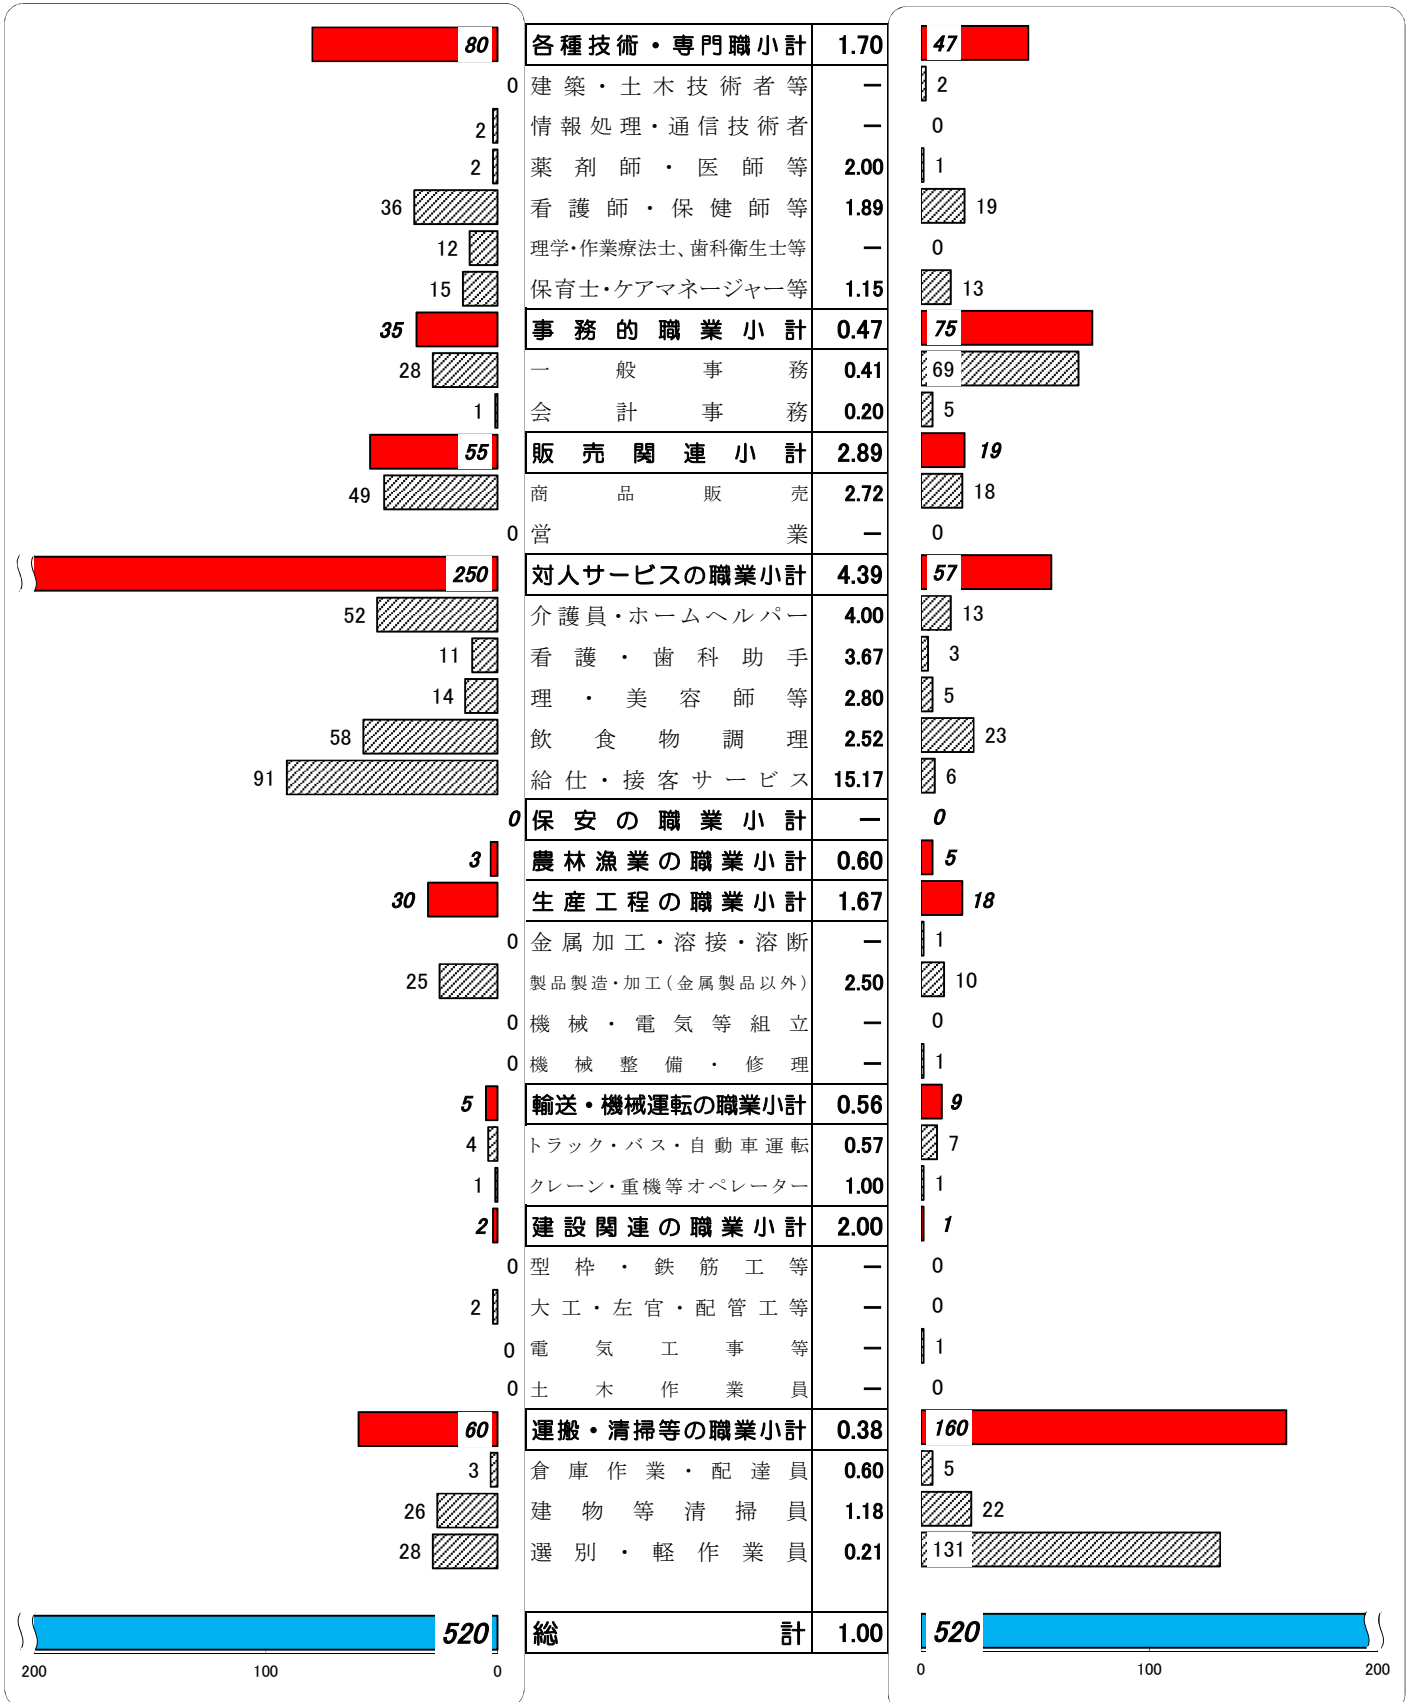 80 各種技術・専門職小計 1.70 47
0 建築・土木技術者等 ー 2
2 情報処理・通信技術者 ー 0
2 薬剤師・医師等 2.00 1
36 看護師・保健師等 1.89 19
12 理学・作業療法士、歯科衛生士等 ー 0
15 保育士・ケアマネージャー等 1.15 13
35 事務的職業小計 0.47 75
28 一般事務 0.41 69
1 会計事務 0.20 5
55 販売関連小計 2.89 19
49 商品販売 2.72 18
0 営業 ー 0
250 対人サービスの職業小計 4.39 57
52 介護員・ホームヘルパー 4.00 13
11 看護・歯科助手 3.67 3
14 理・美容師等 2.80 5
58 飲食物調理 2.52 23
91 給仕・接客サービス 15.17 6
0 保安の職業小計 ー 0
3 農林漁業の職業小計 0.60 5
30 生産工程の職業小計 1.67 18
0 金属加工・溶接・溶断 ー 1
25 製品製造・加工(金属製品以外) 2.50 10
0 機械・電気等組立 ー 0
0 機械整備・修理 ー 1
5 輸送・機械運転の職業小計 0.56 9
4 トラック・バス・自動車運転 0.57 7
1 クレーン・重機等オペレーター 1.00 1
2 建設関連の職業小計 2.00 1
0 型枠・鉄筋工等 ー 0
2 大工・左官・配管工等 ー 0
0 電気工事等 ー 1
0 土木作業員 ー 0
60 運搬・清掃等の職業小計 0.38 160
3 倉庫作業・配達員 0.60 5
26 建物等清掃員 1.18 22
28 選別・軽作業員 0.21 131
520 総計 1.00 520
200 100 0 0 100 200